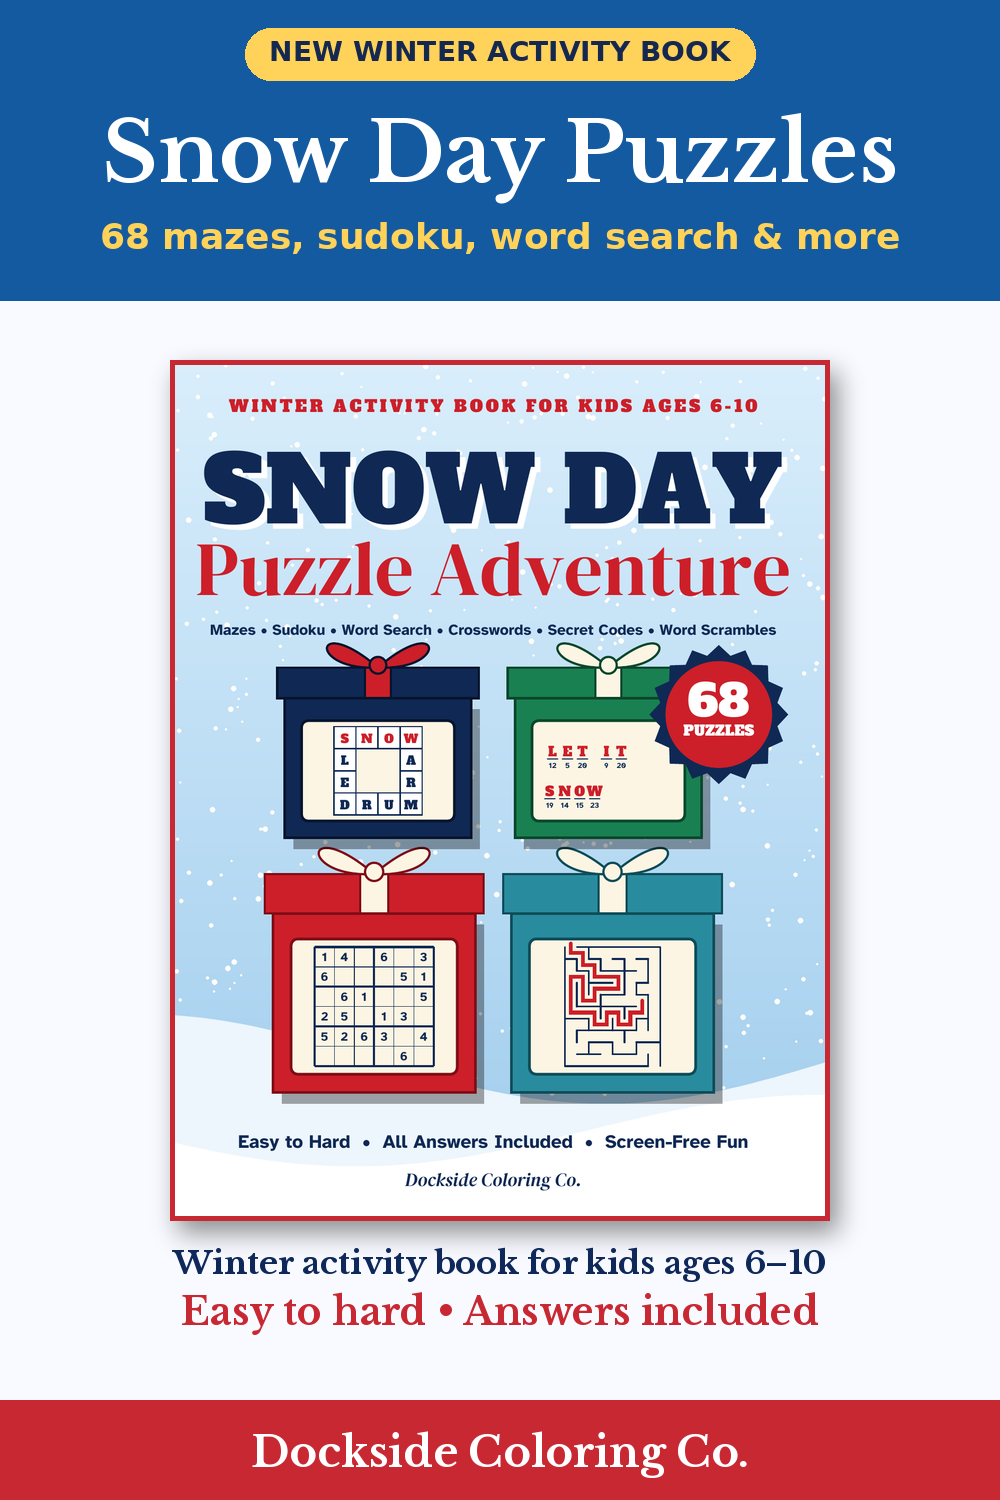 NEW WINTER ACTIVITY BOOK
Snow Day Puzzles
68 mazes, sudoku, word search & more
WINTER ACTIVITY BOOK FOR KIDS AGES 6-10
SNOW DAY
Puzzle Adventure
Mazes • Sudoku • Word Search • Crosswords • Secret Codes • Word Scrambles
68
PUZZLES
S N O W
L A
E R
D R U M
LET IT
12 5 20 9 20
SNOW
19 14 15 23
1 4 6 3
6 5 1
6 1 5
2 5 1 3
5 2 6 3 4
6
Easy to Hard • All Answers Included • Screen-Free Fun
Dockside Coloring Co.
Winter activity book for kids ages 6–10
Easy to hard • Answers included
Dockside Coloring Co.